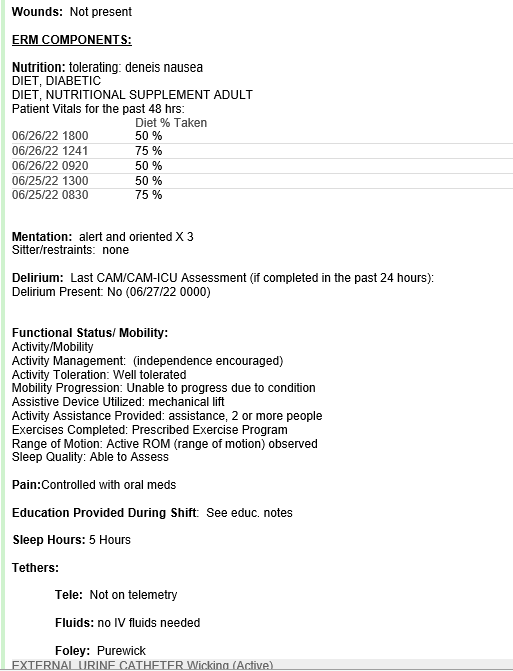 Wounds: Not present
ERM COMPONENTS:
Nutrition: tolerating: deneis nausea
DIET, DIABETIC
DIET, NUTRITIONAL SUPPLEMENT ADULT
Patient Vitals for the past 48 hrs:
Diet % Taken
06/26/22 1800 50 %
06/26/22 1241 75 %
06/26/22 0920 50 %
06/25/22 1300 50 %
06/25/22 0830 75 %
Mentation: alert and oriented X 3
Sitter/restraints: none
Delirium: Last CAM/CAM-ICU Assessment (if completed in the past 24 hours):
Delirium Present: No (06/27/22 0000)
Functional Status/ Mobility:
Activity/Mobility
Activity Management: (independence encouraged)
Activity Toleration: Well tolerated
Mobility Progression: Unable to progress due to condition
Assistive Device Utilized: mechanical lift
Activity Assistance Provided: assistance, 2 or more people
Exercises Completed: Prescribed Exercise Program
Range of Motion: Active ROM (range of motion) observed
Sleep Quality: Able to Assess
Pain:Controlled with oral meds
Education Provided During Shift: See educ. notes
Sleep Hours: 5 Hours
Tethers:
Tele: Not on telemetry
Fluids: no IV fluids needed
Foley: Purewick
EXTERNAL URINE CATHETER Wicking (Active)